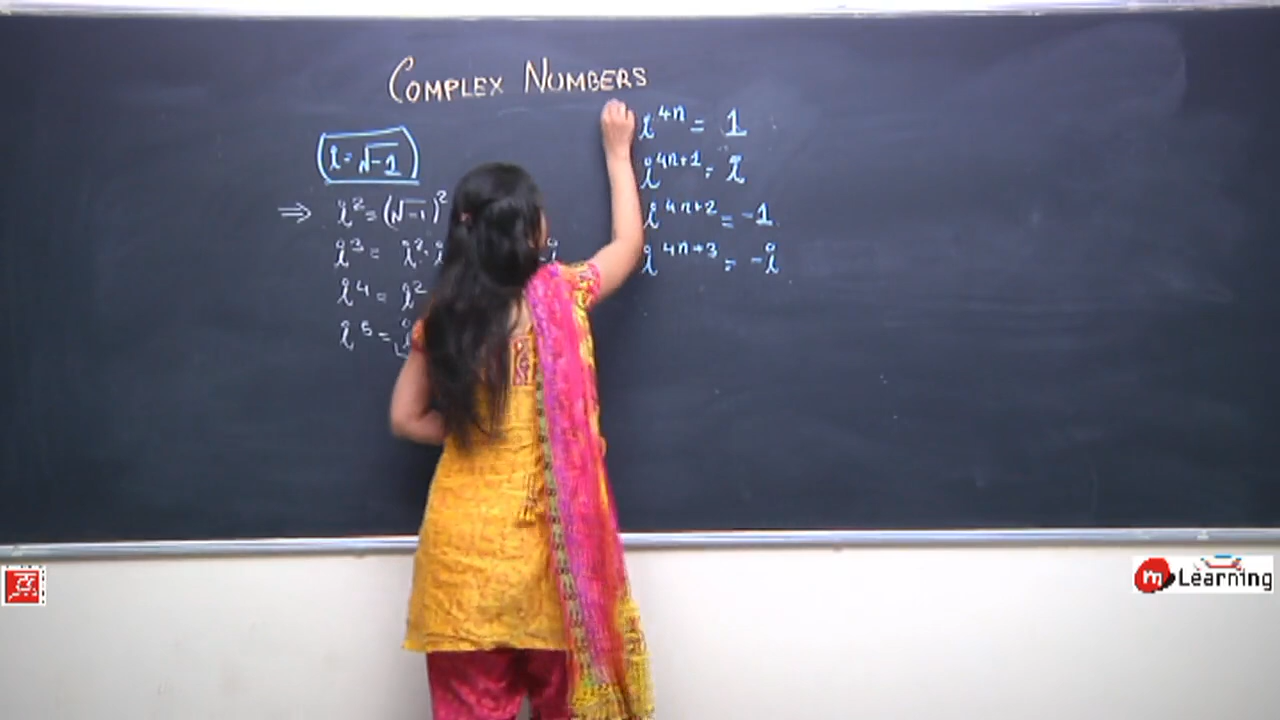 COMPLEX NUMBERS
i = √-1
⇒ i² = (√-1)²
i³ = i²·i
i⁴ = i²
i⁵ = i
i⁴ⁿ = 1
i⁴ⁿ⁺¹ = i
i⁴ⁿ⁺² = -1
i⁴ⁿ⁺³ = -i
m Learning